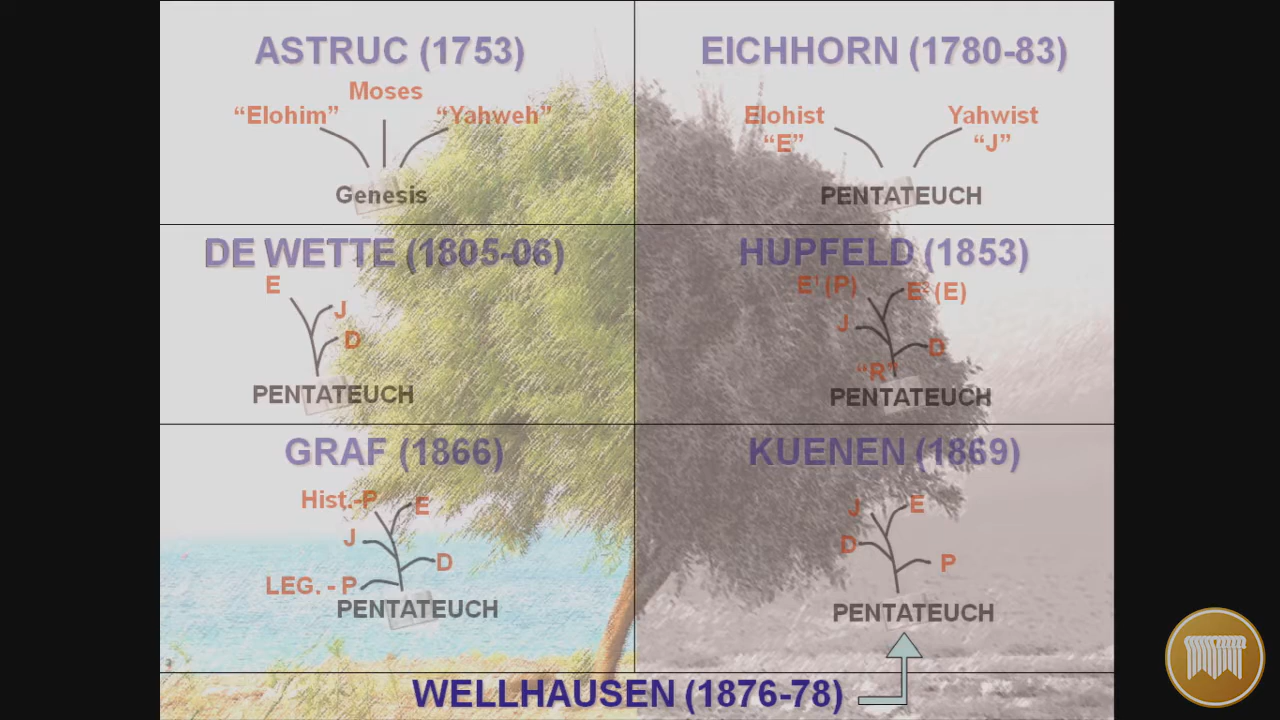 ASTRUC (1753)
Moses
“Elohim” “Yahweh”
Genesis
EICHHORN (1780-83)
Elohist Yahwist
“E” “J”
PENTATEUCH
DE WETTE (1805-06)
E
J
D
PENTATEUCH
HUPFELD (1853)
E¹ (P) E² (E)
J
D
“R”
PENTATEUCH
GRAF (1866)
Hist.-P E
J
D
LEG. - P
PENTATEUCH
KUENEN (1869)
J E
D
P
PENTATEUCH
WELLHAUSEN (1876-78)